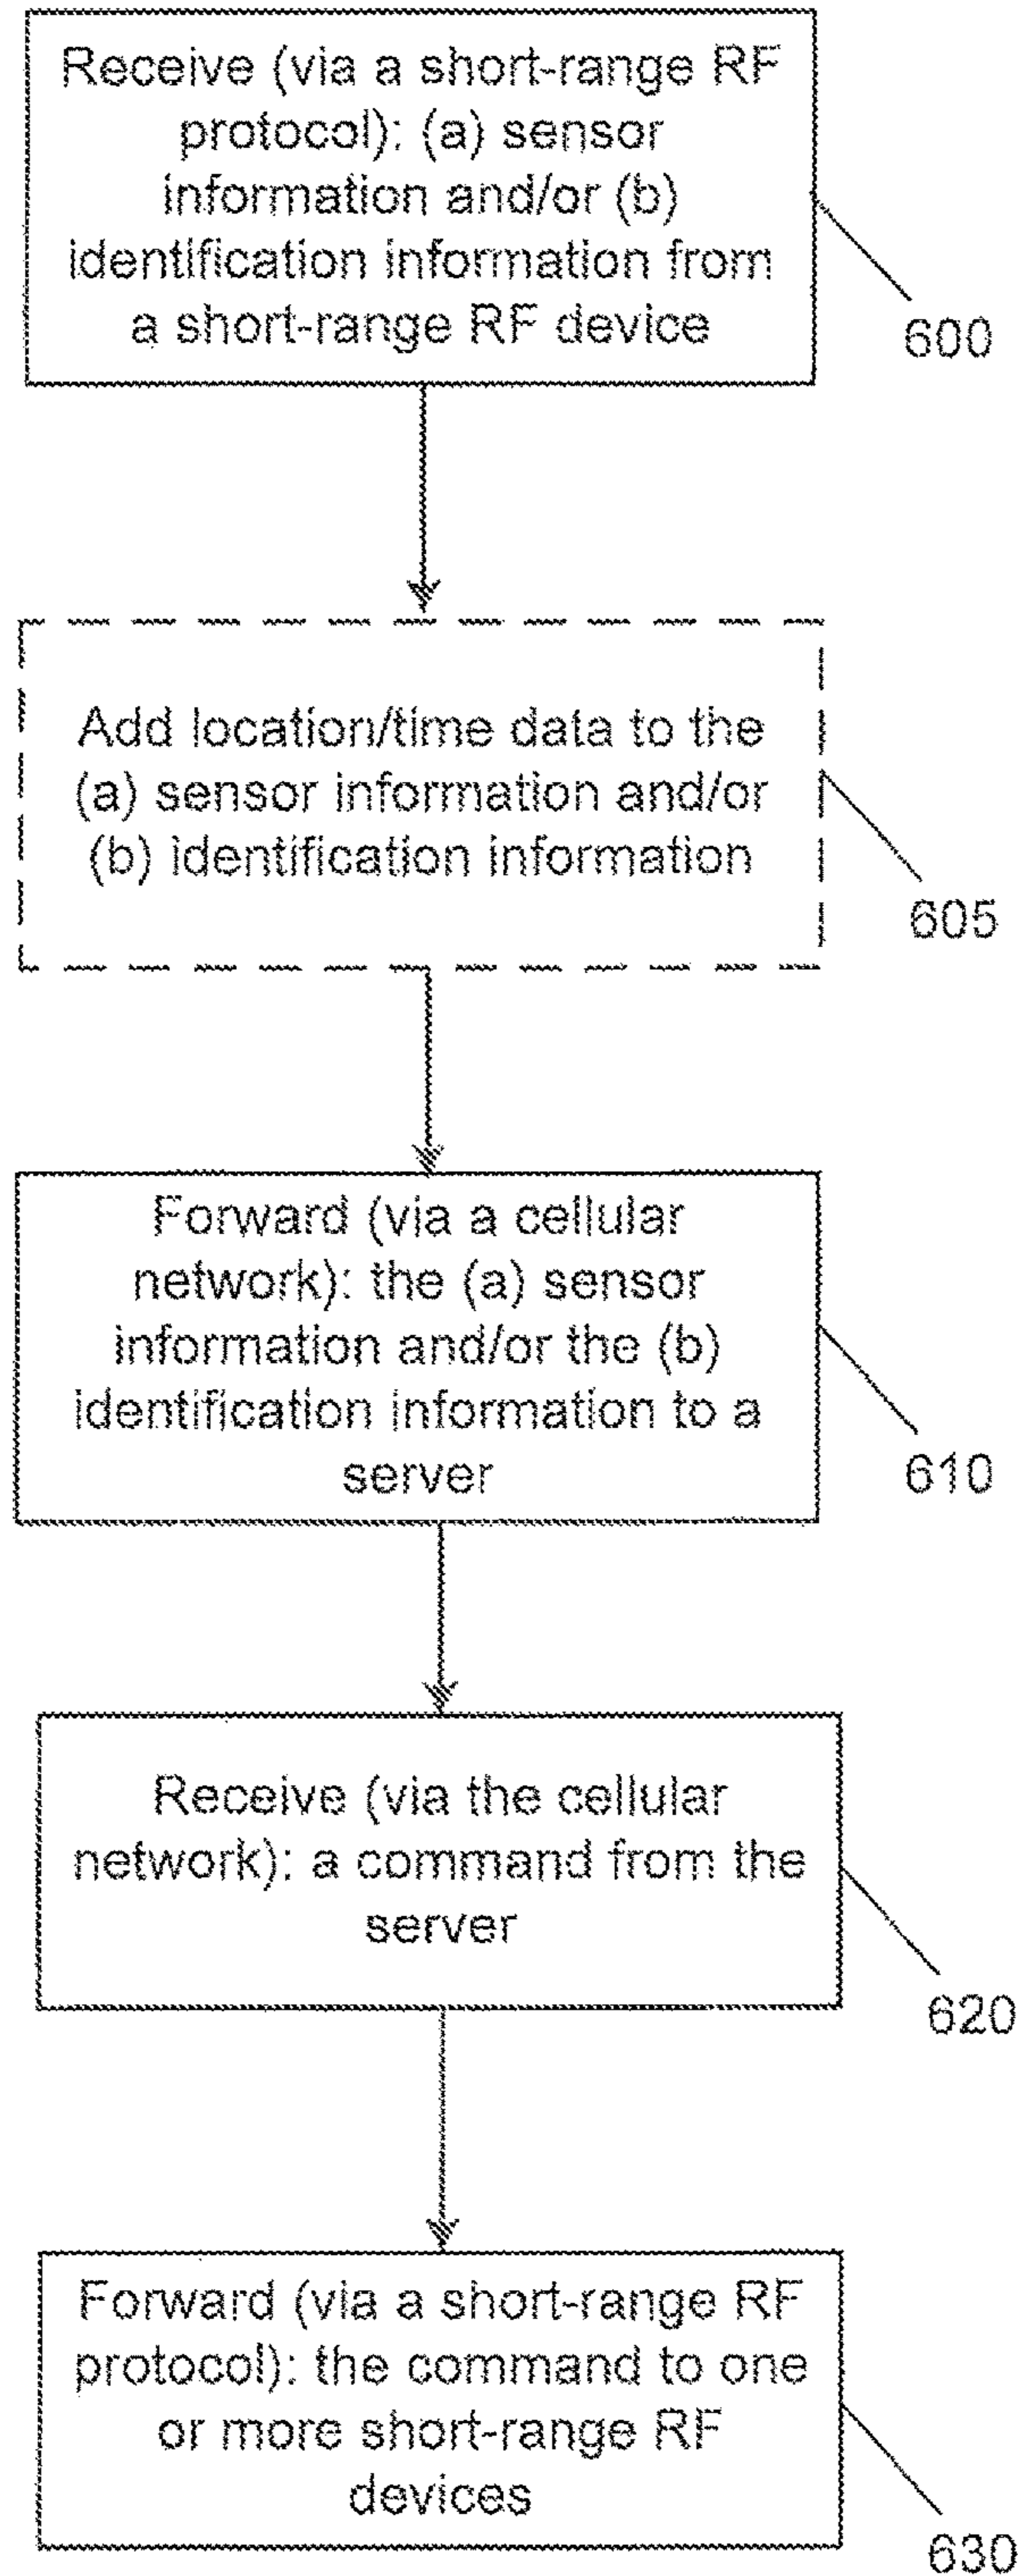 Receive (via a short-range RF
protocol): (a) sensor
information and/or (b)
identification information from
a short-range RF device
600
Add location/time data to the
(a) sensor information and/or
(b) identification information
605
Forward (via a cellular
network): the (a) sensor
information and/or the (b)
identification information to a
server
610
Receive (via the cellular
network): a command from the
server
620
Forward (via a short-range RF
protocol): the command to one
or more short-range RF
devices
630